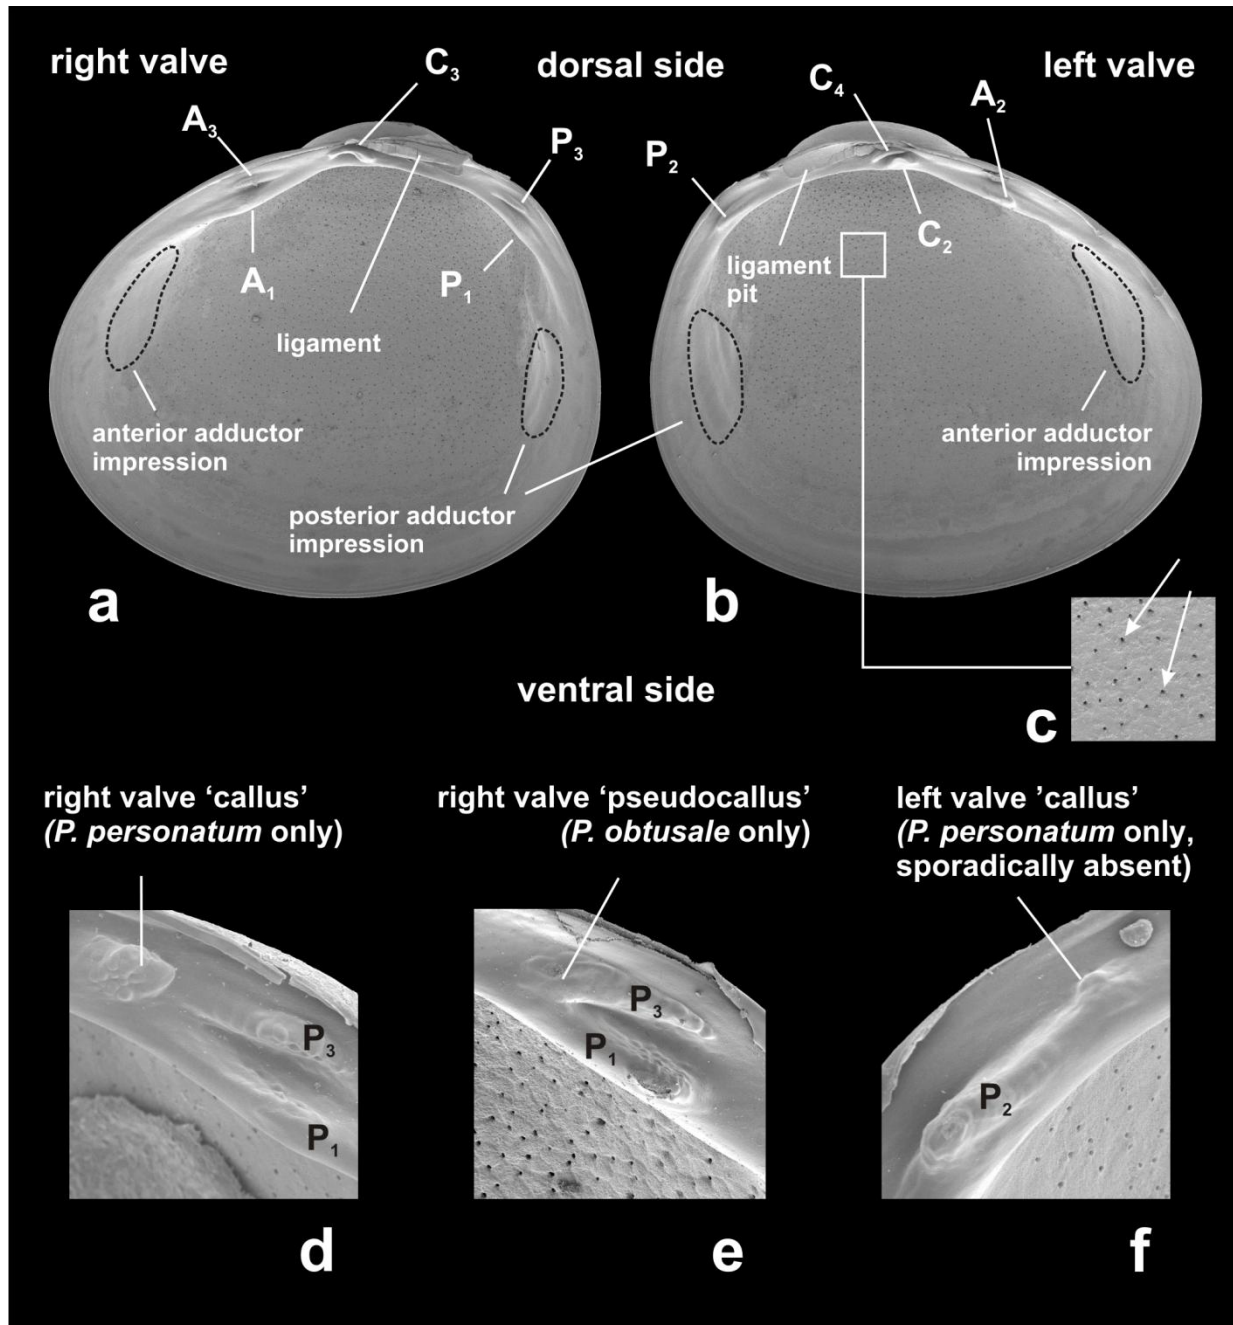 right valve
dorsal side
left valve
C3
A3
P3
A1
P1
ligament
anterior adductor
impression
posterior adductor
impression
a
C4
A2
P2
C2
ligament
pit
anterior adductor
impression
b
c
ventral side
right valve ‘callus’
(P. personatum only)
P3
P1
d
right valve ‘pseudocallus’
(P. obtusale only)
P3
P1
e
left valve ’callus’
(P. personatum only,
sporadically absent)
P2
f